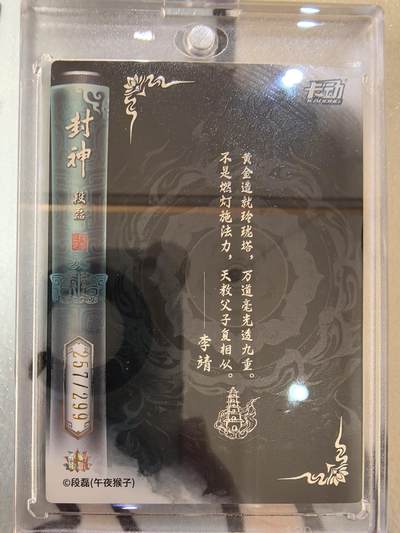 卡动
KADONG
封神
段磊
黄金造就玲珑塔，万道毫光透九重。
不是燃灯施法力，天教父子复相从。
——李靖
257/299
©段磊(午夜猴子)